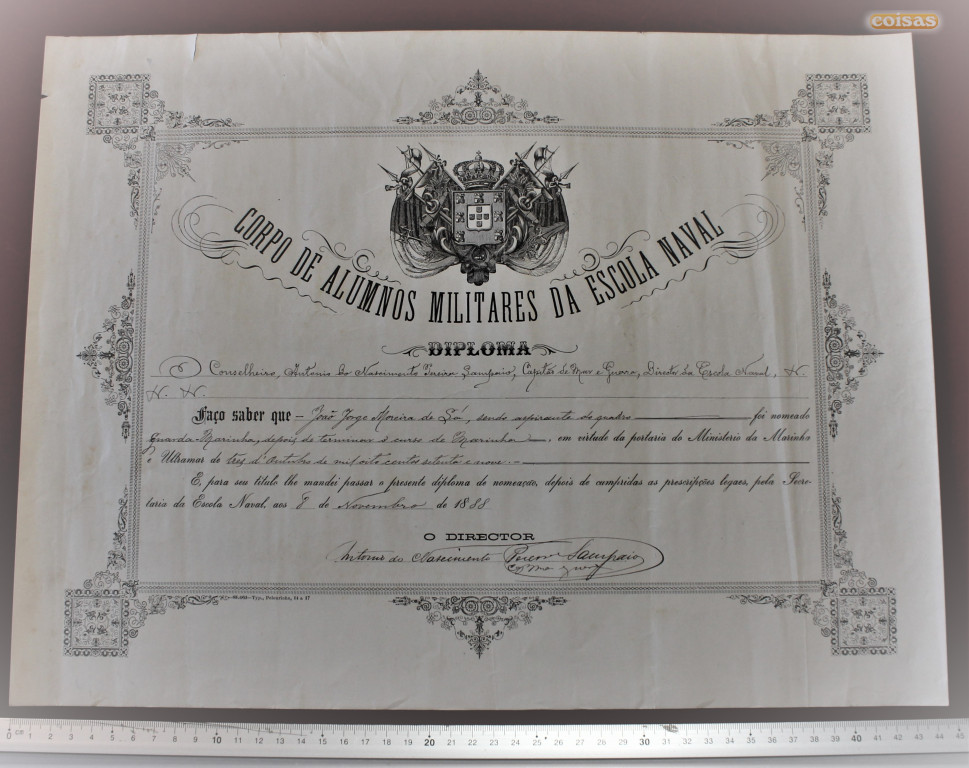 coisas
CORPO DE ALUMNOS MILITARES DA ESCOLA NAVAL
DIPLOMA
O Conselheiro, Antonio do Nascimento Pereira Sampaio, Capitão de Mar e Guerra, Director da Escola Naval,
Faço saber que – João Jorge Moreira de Sá, sendo aspirante do quadro foi nomeado
guarda Marinha, depois de terminar o curso de Marinha, em virtude da portaria do Ministerio da Marinha
e Ultramar de tres d'Outubro de mil oito centos setenta e nove.
E, para seu titulo lhe mandei passar o presente diploma de nomeação, depois de cumpridas as prescripções legaes, pela Secre-
taria da Escola Naval, aos 8 de Novembro de 1888
O DIRECTOR
Antonio do Nascimento Pereira Sampaio
Typ. 
0 CM 1 2 3 4 5 6 7 8 9 10 11 12 13 14 15 16 17 18 19 20 21 22 23 24 25 26 27 28 29 30 31 32 33 34 35 36 37 38 39 40 41 42 43 44 45